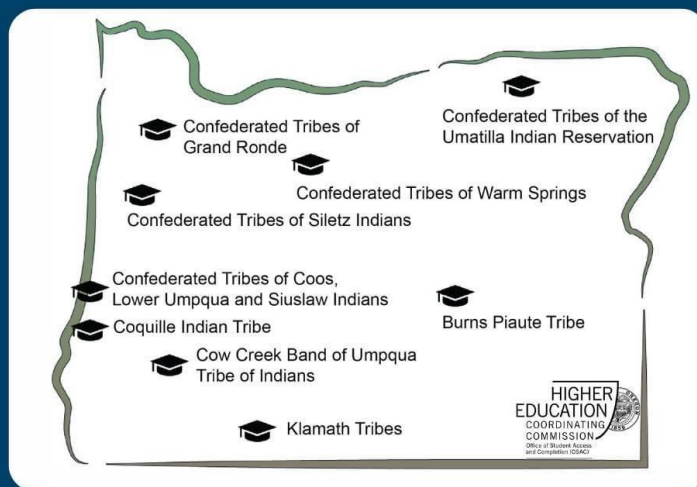 Confederated Tribes of the
Umatilla Indian Reservation
Confederated Tribes of
Grand Ronde
Confederated Tribes of Warm Springs
Confederated Tribes of Siletz Indians
Confederated Tribes of Coos,
Lower Umpqua and Siuslaw Indians
Burns Piaute Tribe
Coquille Indian Tribe
Cow Creek Band of Umpqua
Tribe of Indians
Klamath Tribes
HIGHER
EDUCATION
COORDINATING
COMMISSION
Office of Student Access
and Completion (OSAC)